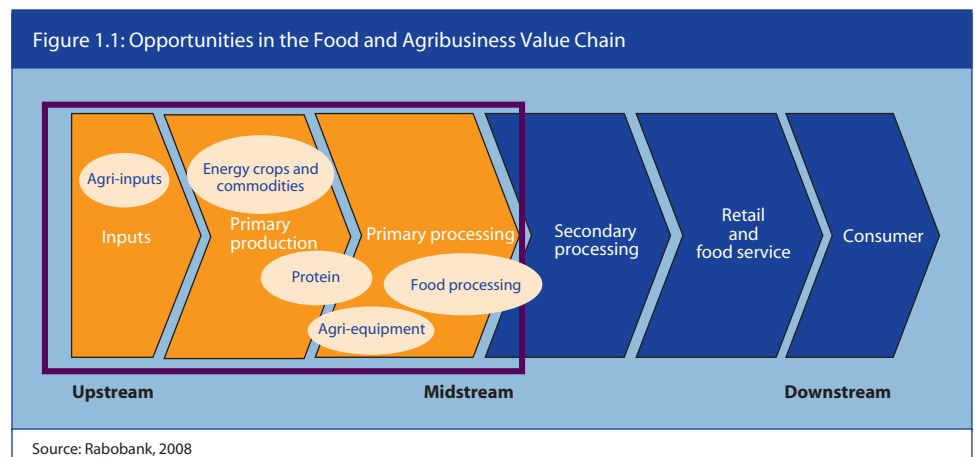 Figure 1.1: Opportunities in the Food and Agribusiness Value Chain
Agri-inputs
Inputs
Energy crops and
commodities
Primary
production
Protein
Primary processing
Food processing
Agri-equipment
Secondary
processing
Retail
and
food service
Consumer
Upstream
Midstream
Downstream
Source: Rabobank, 2008